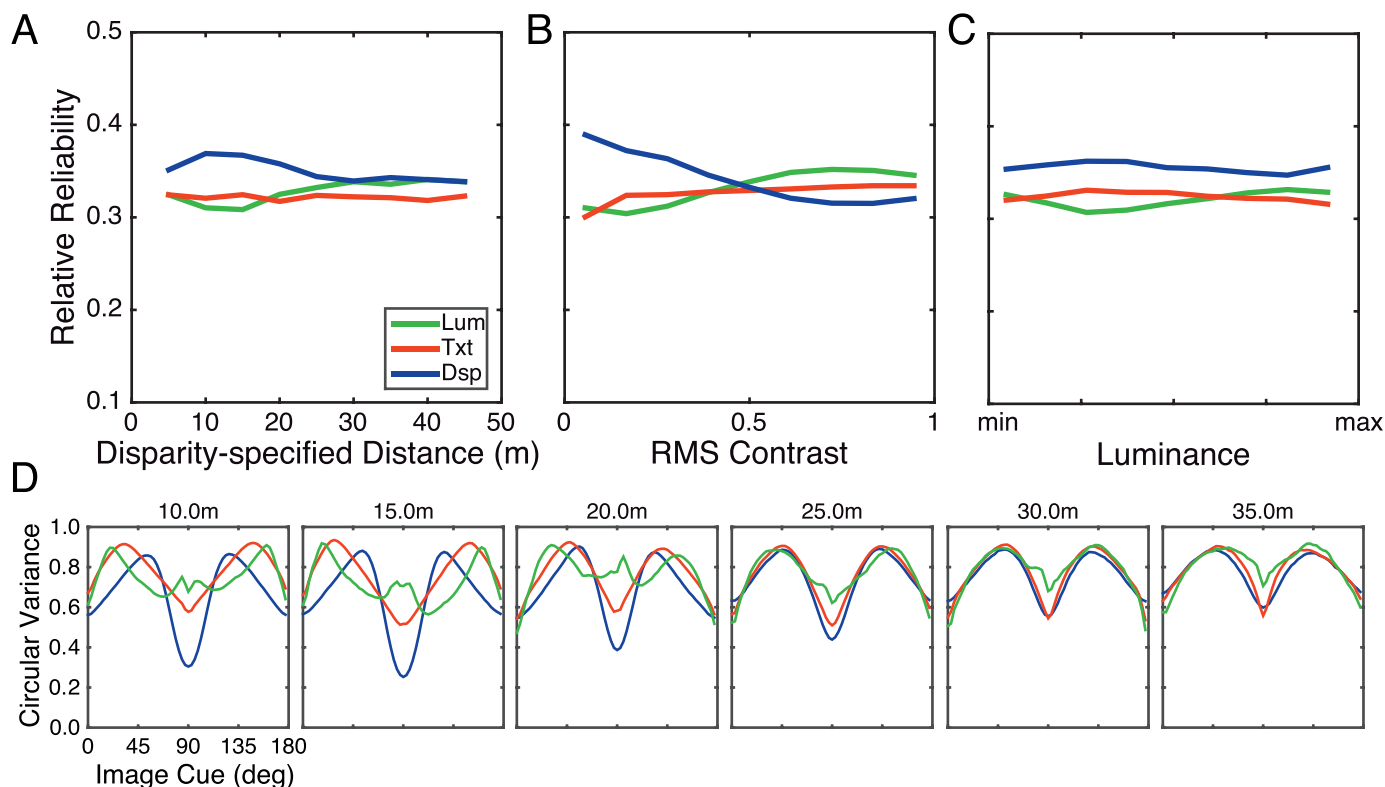 A
B
C
0.5
0.4
0.3
0.2
0.1
Relative Reliability
Lum
Txt
Dsp
0 10 20 30 40 50
0 0.5 1
min max
Disparity-specified Distance (m)
RMS Contrast
Luminance
D
10.0m 15.0m 20.0m 25.0m 30.0m 35.0m
1.0
0.8
0.6
0.4
0.2
0.0
Circular Variance
0 45 90 135 180
Image Cue (deg)